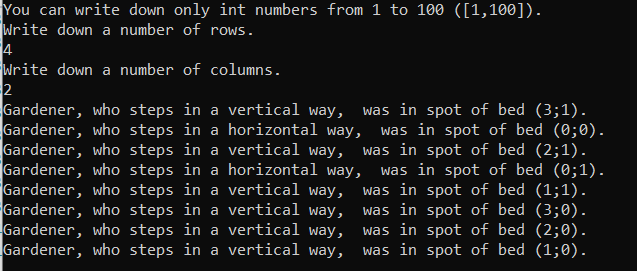 You can write down only int numbers from 1 to 100 ([1,100]).
Write down a number of rows.
4
Write down a number of columns.
2
Gardener, who steps in a vertical way,  was in spot of bed (3;1).
Gardener, who steps in a horizontal way,  was in spot of bed (0;0).
Gardener, who steps in a vertical way,  was in spot of bed (2;1).
Gardener, who steps in a horizontal way,  was in spot of bed (0;1).
Gardener, who steps in a vertical way,  was in spot of bed (1;1).
Gardener, who steps in a vertical way,  was in spot of bed (3;0).
Gardener, who steps in a vertical way,  was in spot of bed (2;0).
Gardener, who steps in a vertical way,  was in spot of bed (1;0).